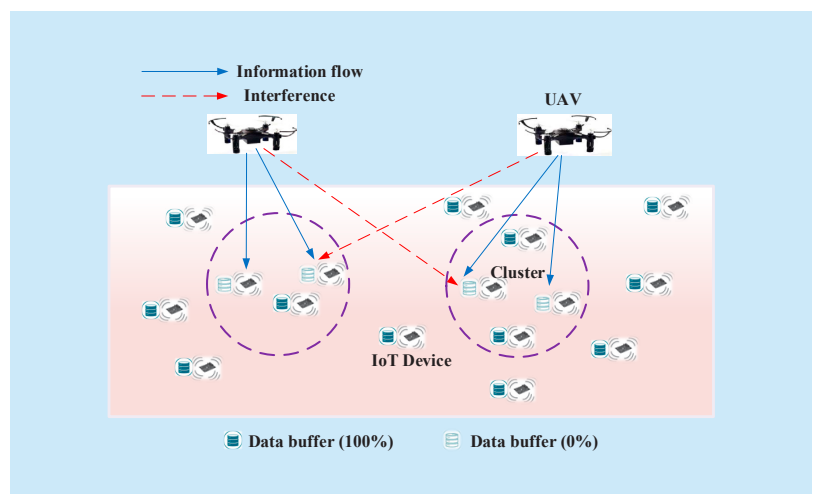 Information flow
Interference
UAV
Cluster
IoT Device
Data buffer (100%)
Data buffer (0%)